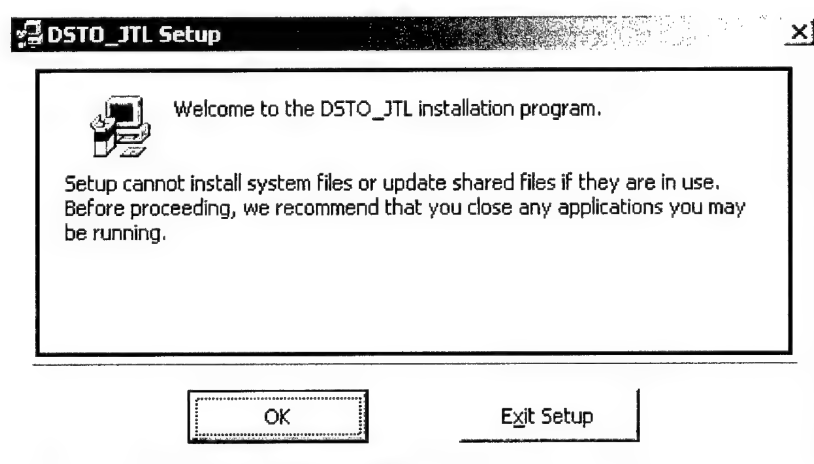 DSTO_JTL Setup
Welcome to the DSTO_JTL installation program.
Setup cannot install system files or update shared files if they are in use.
Before proceeding, we recommend that you close any applications you may
be running.
OK
Exit Setup